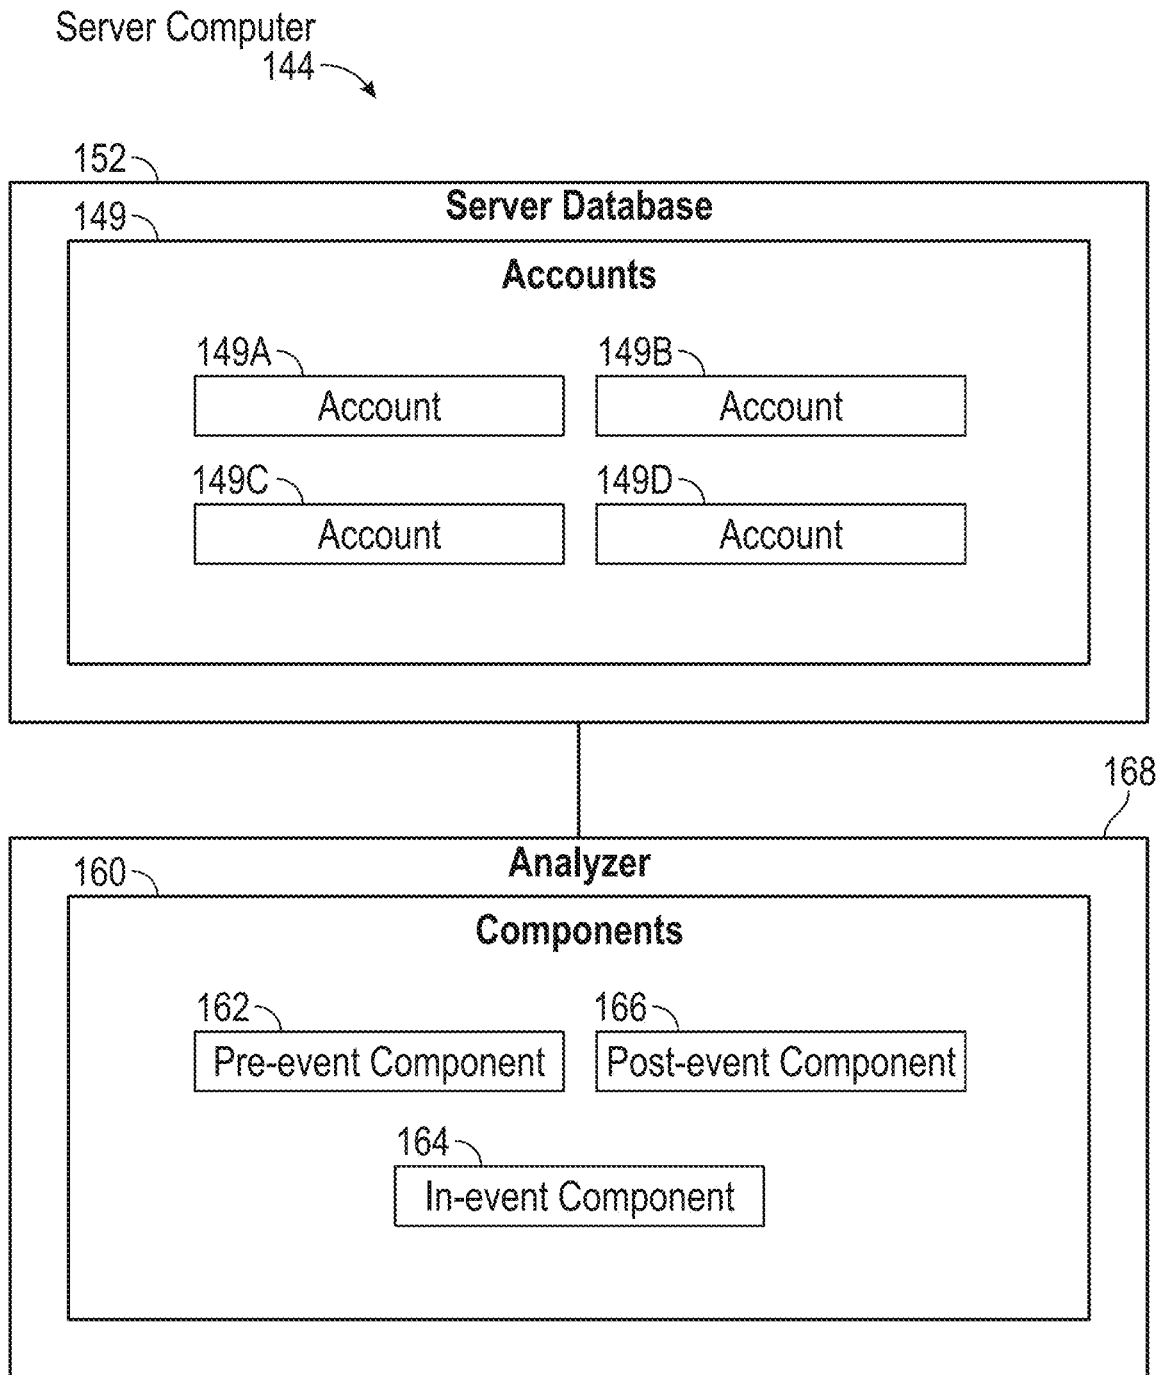 Server Computer
144
152
Server Database
149
Accounts
149A
149B
Account
Account
149C
149D
Account
Account
168
Analyzer
160
Components
162
166
Pre-event Component
Post-event Component
164
In-event Component